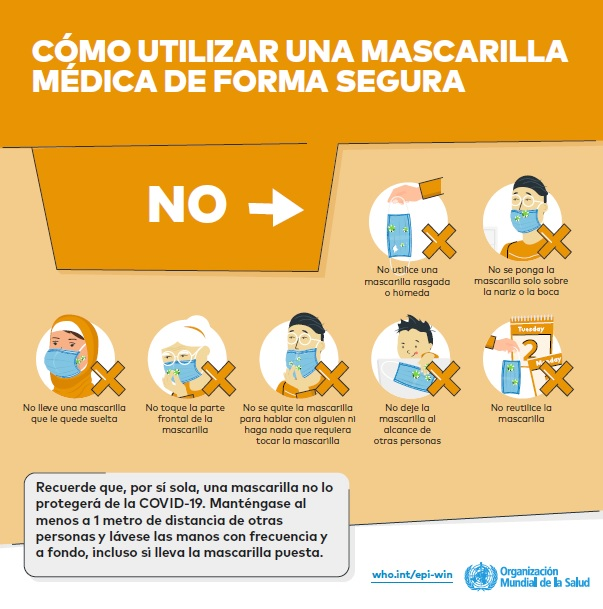 CÓMO UTILIZAR UNA MASCARILLA
MÉDICA DE FORMA SEGURA
NO
No utilice una
mascarilla rasgada
o húmeda
No se ponga la
mascarilla solo sobre
la nariz o la boca
No lleve una mascarilla
que le quede suelta
No toque la parte
frontal de la
mascarilla
No se quite la mascarilla
para hablar con alguien ni
haga nada que requiera
tocar la mascarilla
No deje la
mascarilla al
alcance de
otras personas
Tuesday
2
Monday
No reutilice la
mascarilla
Recuerde que, por sí sola, una mascarilla no lo
protegerá de la COVID-19. Manténgase al
menos a 1 metro de distancia de otras
personas y lávese las manos con frecuencia y
a fondo, incluso si lleva la mascarilla puesta.
who.int/epi-win
Organización
Mundial de la Salud